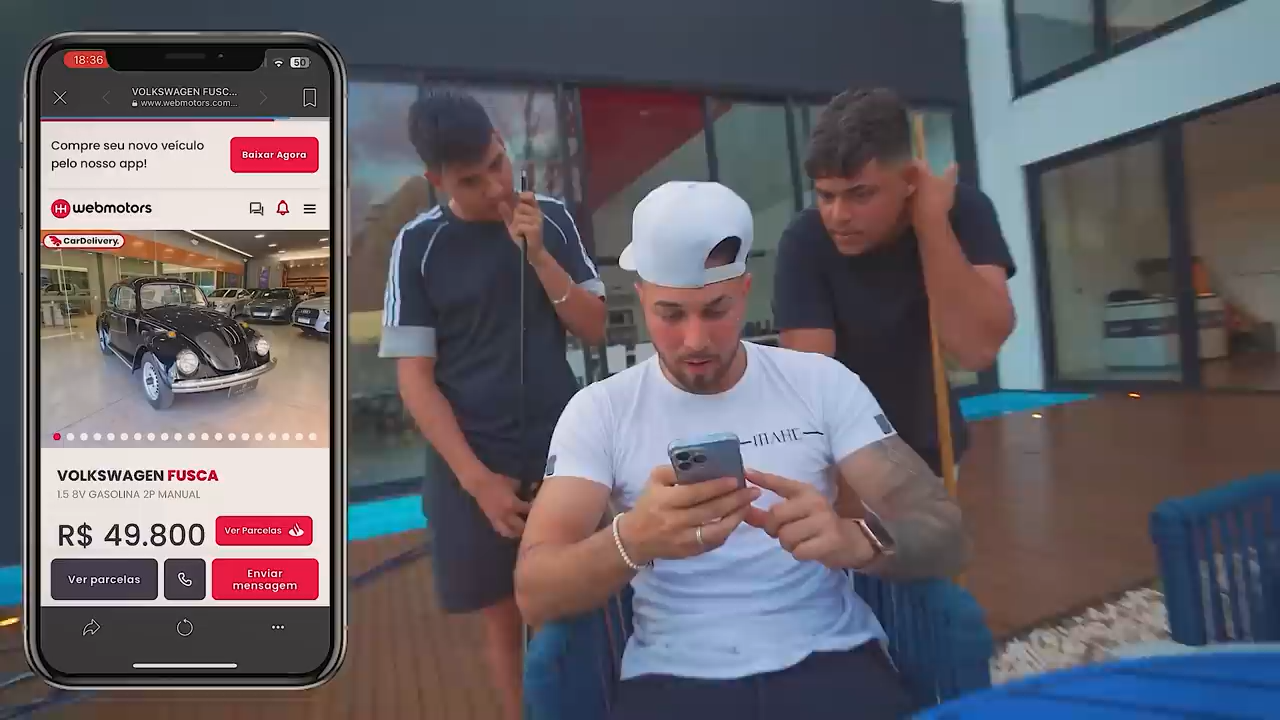 18:36
50
VOLKSWAGEN FUSC...
www.webmotors.com...
Compre seu novo veículo
pelo nosso app!
Baixar Agora
webmotors
CarDelivery.
VOLKSWAGEN FUSCA
1.5 8V GASOLINA 2P MANUAL
R$ 49.800
Ver Parcelas
Ver parcelas
Enviar
mensagem